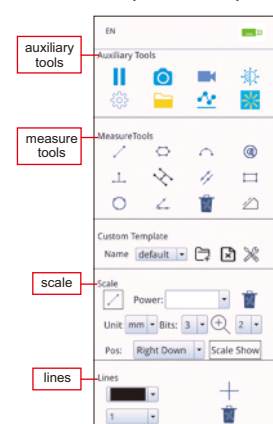 EN
auxiliary tools
Auxiliary Tools
measure tools
MeasureTools
Custom Template
Name default
scale
Scale
Power:
Unit mm Bits: 3 2
Pos: Right Down Scale Show
lines
Lines
1